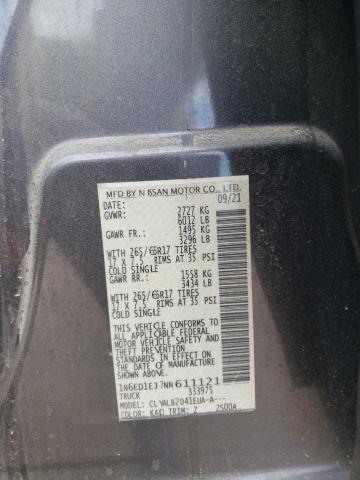 MFD BY NISSAN MOTOR CO., LTD.
DATE: 09/21
GVWR: 2727 KG
6012 LB
GAWR FR: 1495 KG
3296 LB
WITH 265/65R17 TIRES
17 X 7.5 RIMS AT 35 PSI
COLD SINGLE
GAWR RR: 1558 KG
3434 LB
WITH 265/65R17 TIRES
17 X 7.5 RIMS AT 35 PSI
COLD SINGLE
THIS VEHICLE CONFORMS TO ALL
APPLICABLE FEDERAL
MOTOR VEHICLE SAFETY AND
THEFT PREVENTION
STANDARDS IN EFFECT ON THE
DATE OF MANUFACTURE
SHOWN ABOVE.
1N6ED1EJ7NN611121
TRUCK 333975
MODEL:
COLOR: KAD TRIM: Z 2500A